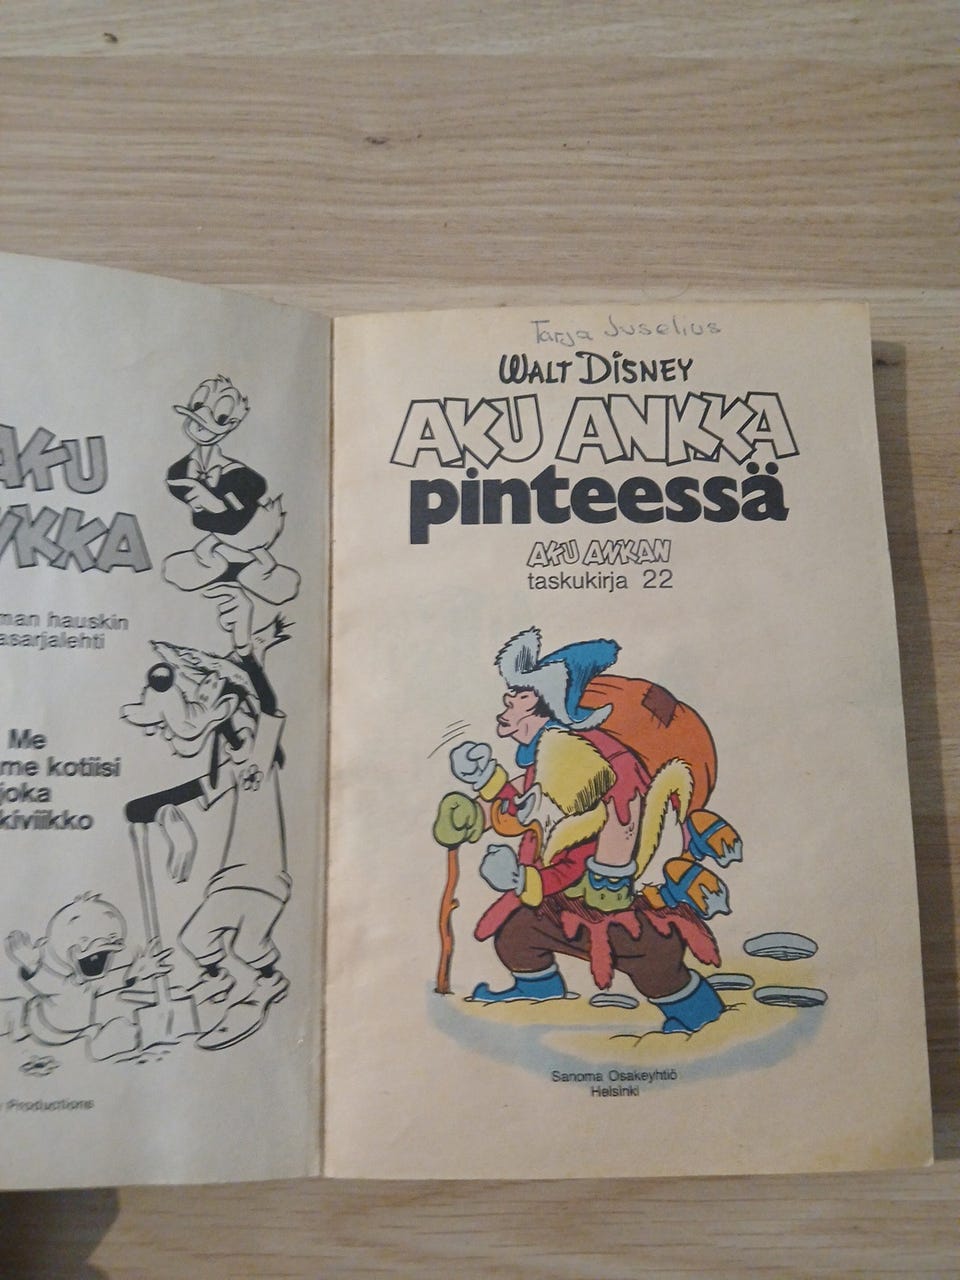 AKU
man hauskin
asarjalehti
Me
me kotiisi
joka
kiviikko
Productions
Tarja Juselius
WALT DISNEY
AKU ANKKA
pinteessä
AKU ANKAN
taskukirja 22
Sanoma Osakeyhtiö
Helsinki